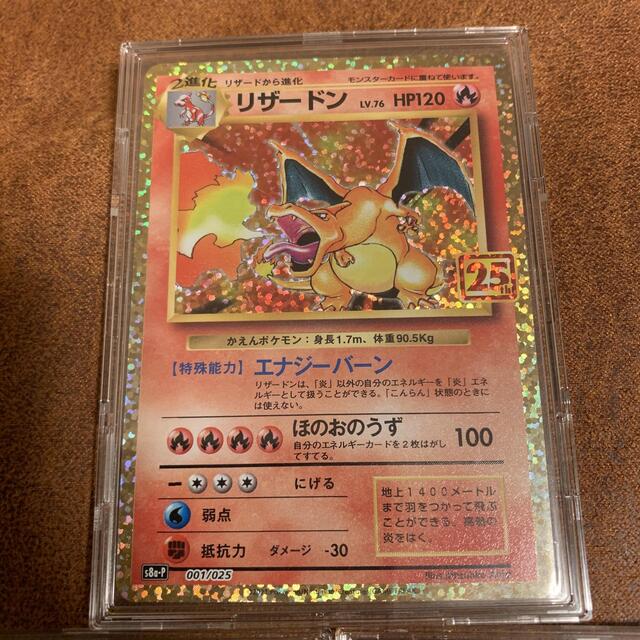 2進化 リザードから進化 モンスターカードに重ねて使います。
リザードン LV.76 HP120
25th
かえんポケモン：身長1.7m、体重90.5Kg
【特殊能力】エナジーバーン
リザードンは、「炎」以外の自分のエネルギーを「炎」エネ
ルギーとして扱うことができる。「こんらん」状態のときに
は使えない。
ほのおのうず 100
自分のエネルギーカードを2枚はがし
てすてる。
にげる
弱点
抵抗力 ダメージ -30
地上1400メートル
まで羽をつかって飛ぶ
ことができる。高熱の
炎をはく。
s8a-P 001/025